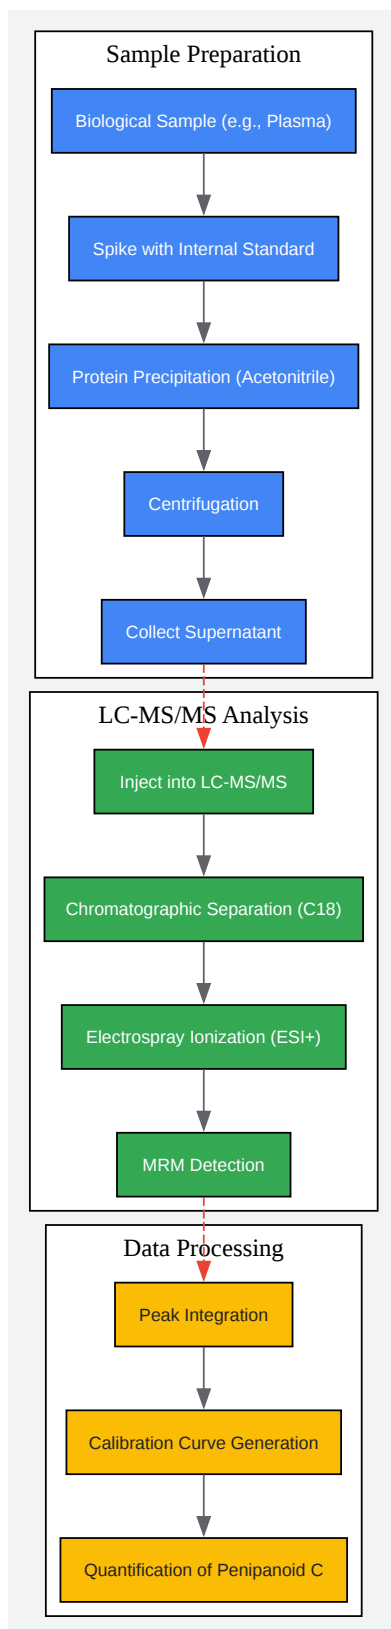 Sample Preparation
Biological Sample (e.g., Plasma)
Spike with Internal Standard
Protein Precipitation (Acetonitrile)
Centrifugation
Collect Supernatant
LC-MS/MS Analysis
Inject into LC-MS/MS
Chromatographic Separation (C18)
Electrospray Ionization (ESI+)
MRM Detection
Data Processing
Peak Integration
Calibration Curve Generation
Quantification of Penipanoid C